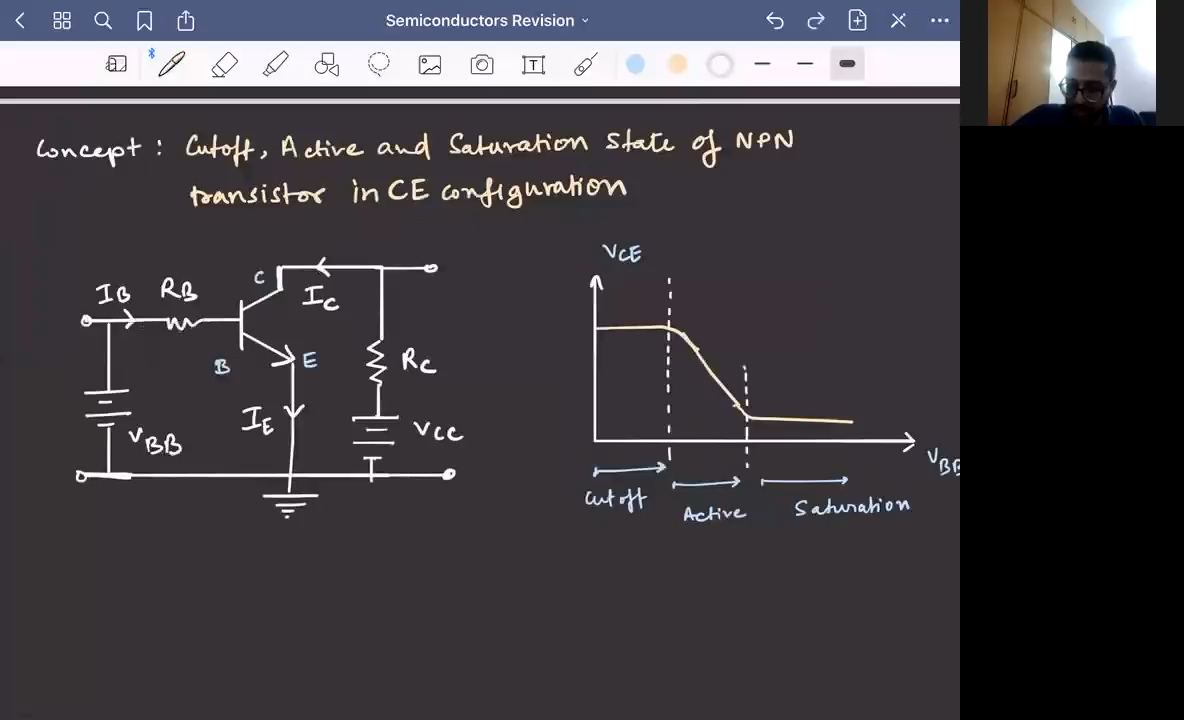 Semiconductors Revision
T
Concept : Cutoff, Active and Saturation State of NPN
transistor in CE configuration
VCE
C
IB RB IC
B E RC
IE VCC
VBB
VBB
Cutoff Active Saturation